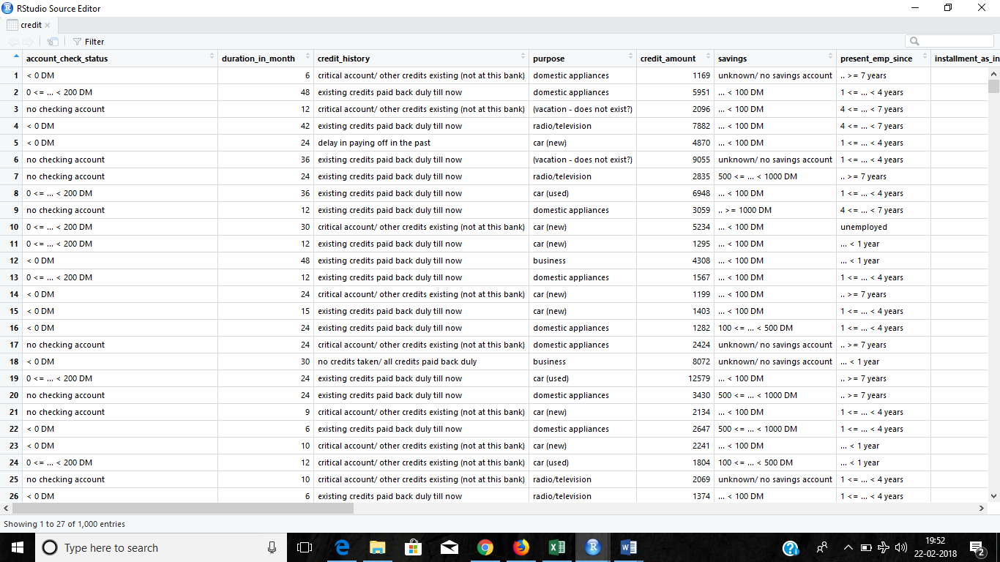 RStudio Source Editor
credit
Filter
account_check_status duration_in_month credit_history purpose credit_amount savings present_emp_since installment_as_in
1 < 0 DM 6 critical account/ other credits existing (not at this bank) domestic appliances 1169 unknown/ no savings account .. >= 7 years
2 0 <= ... < 200 DM 48 existing credits paid back duly till now domestic appliances 5951 ... < 100 DM 1 <= ... < 4 years
3 no checking account 12 critical account/ other credits existing (not at this bank) (vacation - does not exist?) 2096 ... < 100 DM 4 <= ... < 7 years
4 < 0 DM 42 existing credits paid back duly till now radio/television 7882 ... < 100 DM 4 <= ... < 7 years
5 < 0 DM 24 delay in paying off in the past car (new) 4870 ... < 100 DM 1 <= ... < 4 years
6 no checking account 36 existing credits paid back duly till now (vacation - does not exist?) 9055 unknown/ no savings account 1 <= ... < 4 years
7 no checking account 24 existing credits paid back duly till now radio/television 2835 500 <= ... < 1000 DM .. >= 7 years
8 0 <= ... < 200 DM 36 existing credits paid back duly till now car (used) 6948 ... < 100 DM 1 <= ... < 4 years
9 no checking account 12 existing credits paid back duly till now domestic appliances 3059 .. >= 1000 DM 4 <= ... < 7 years
10 0 <= ... < 200 DM 30 critical account/ other credits existing (not at this bank) car (new) 5234 ... < 100 DM unemployed
11 0 <= ... < 200 DM 12 existing credits paid back duly till now car (new) 1295 ... < 100 DM ... < 1 year
12 < 0 DM 48 existing credits paid back duly till now business 4308 ... < 100 DM ... < 1 year
13 0 <= ... < 200 DM 12 existing credits paid back duly till now domestic appliances 1567 ... < 100 DM 1 <= ... < 4 years
14 < 0 DM 24 critical account/ other credits existing (not at this bank) car (new) 1199 ... < 100 DM .. >= 7 years
15 < 0 DM 15 existing credits paid back duly till now car (new) 1403 ... < 100 DM 1 <= ... < 4 years
16 < 0 DM 24 existing credits paid back duly till now domestic appliances 1282 100 <= ... < 500 DM 1 <= ... < 4 years
17 no checking account 24 critical account/ other credits existing (not at this bank) domestic appliances 2424 unknown/ no savings account .. >= 7 years
18 < 0 DM 30 no credits taken/ all credits paid back duly business 8072 unknown/ no savings account ... < 1 year
19 0 <= ... < 200 DM 24 existing credits paid back duly till now car (used) 12579 ... < 100 DM .. >= 7 years
20 no checking account 24 existing credits paid back duly till now domestic appliances 3430 500 <= ... < 1000 DM .. >= 7 years
21 no checking account 9 critical account/ other credits existing (not at this bank) car (new) 2134 ... < 100 DM 1 <= ... < 4 years
22 < 0 DM 6 existing credits paid back duly till now domestic appliances 2647 500 <= ... < 1000 DM 1 <= ... < 4 years
23 < 0 DM 10 critical account/ other credits existing (not at this bank) car (new) 2241 ... < 100 DM ... < 1 year
24 0 <= ... < 200 DM 12 critical account/ other credits existing (not at this bank) car (used) 1804 100 <= ... < 500 DM ... < 1 year
25 no checking account 10 critical account/ other credits existing (not at this bank) radio/television 2069 unknown/ no savings account 1 <= ... < 4 years
26 < 0 DM 6 existing credits paid back duly till now radio/television 1374 ... < 100 DM 1 <= ... < 4 years
Showing 1 to 27 of 1,000 entries
Type here to search
19:52
22-02-2018
2